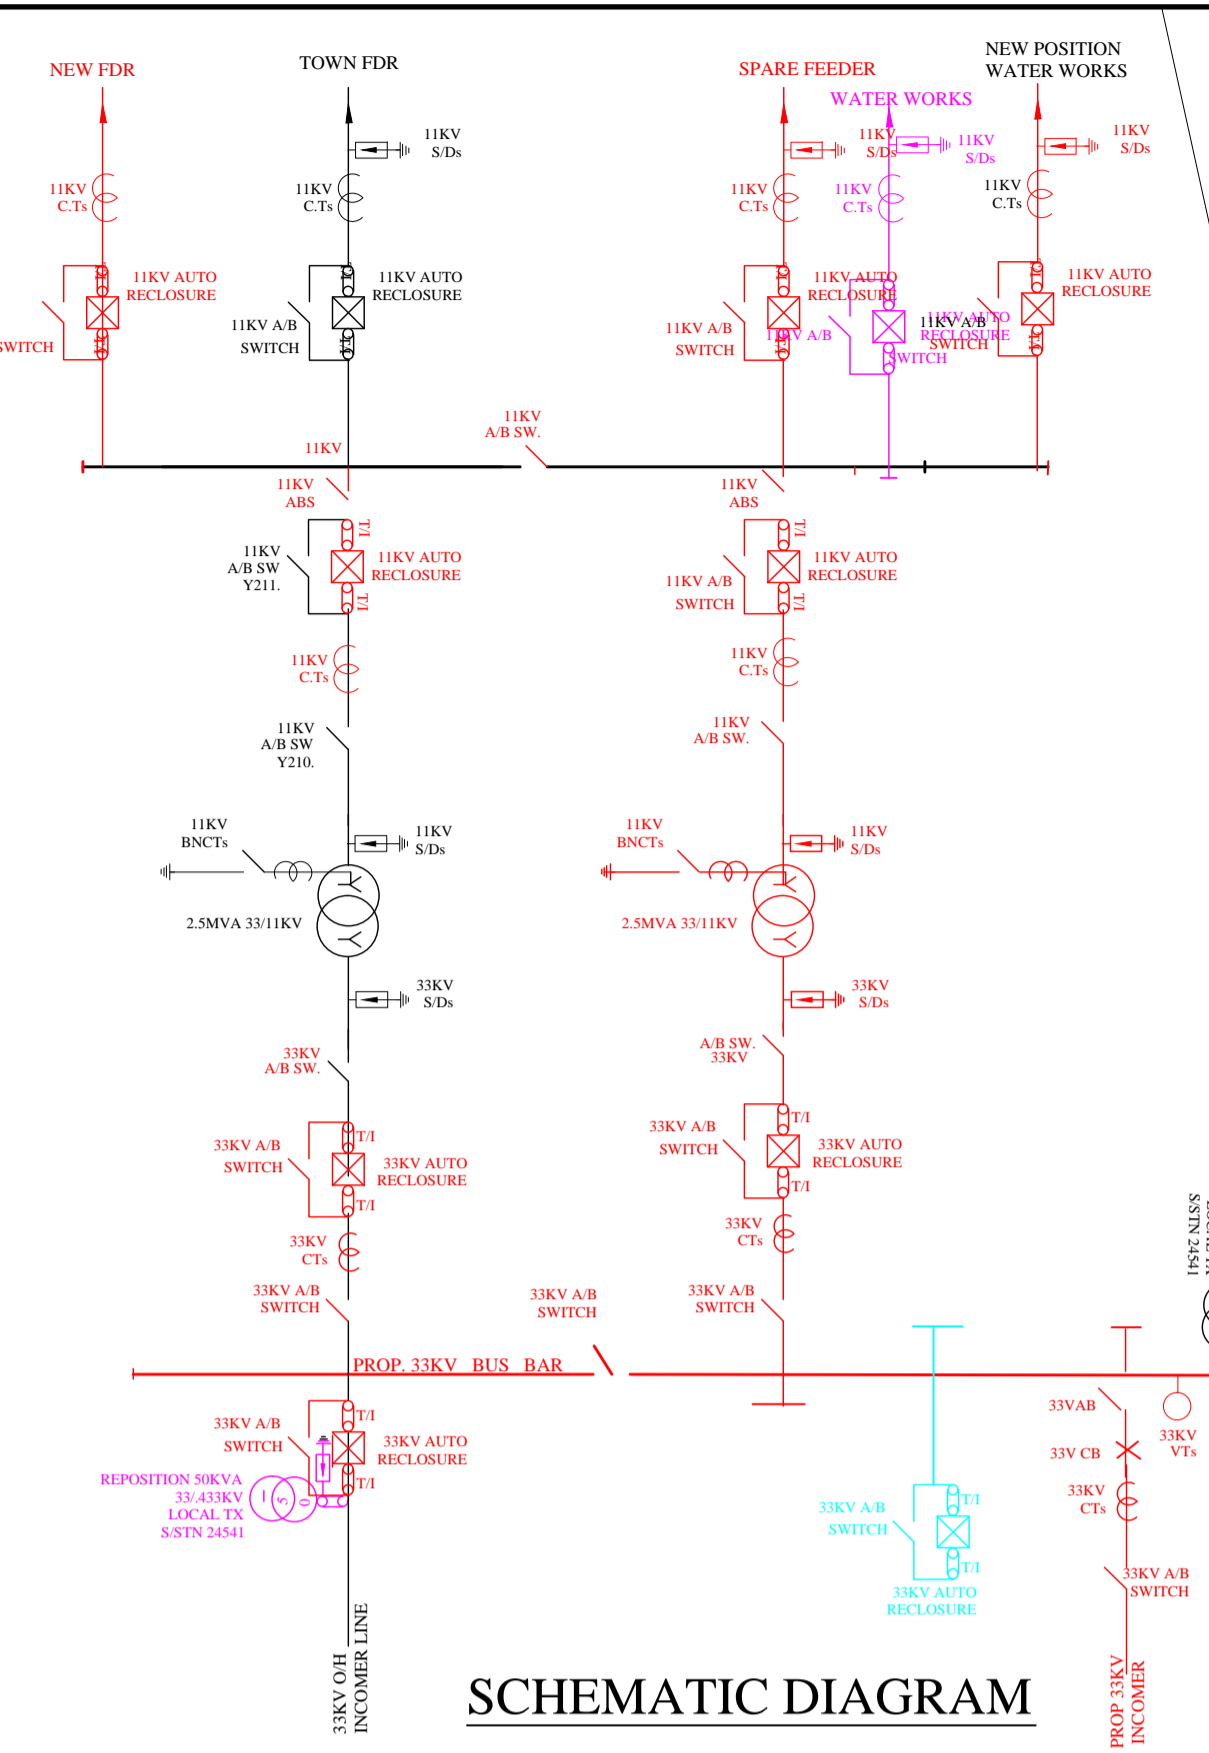 NEW FDR
TOWN FDR
SPARE FEEDER
WATER WORKS
NEW POSITION
WATER WORKS
11KV
S/Ds
11KV
S/Ds
11KV
S/Ds
11KV
S/Ds
11KV
C.Ts
11KV
C.Ts
11KV
C.Ts
11KV
C.Ts
11KV
C.Ts
11KV AUTO
RECLOSURE
11KV AUTO
RECLOSURE
11KV AUTO
RECLOSURE
11KV AUTO
RECLOSURE
11KV AUTO
RECLOSURE
SWITCH
11KV A/B
SWITCH
11KV A/B
SWITCH
11KV A/B
SWITCH
11KV A/B
SWITCH
11KV
11KV
A/B SW.
11KV
ABS
11KV
ABS
T/I
11KV
A/B SW
Y211.
11KV AUTO
RECLOSURE
T/I
T/I
11KV A/B
SWITCH
11KV AUTO
RECLOSURE
T/I
11KV
C.Ts
11KV
C.Ts
11KV
A/B SW
Y210.
11KV
A/B SW.
11KV
BNCTs
11KV
S/Ds
11KV
BNCTs
11KV
S/Ds
2.5MVA 33/11KV
2.5MVA 33/11KV
33KV
S/Ds
33KV
S/Ds
33KV
A/B SW.
A/B SW.
33KV
33KV A/B
SWITCH
T/I
33KV AUTO
RECLOSURE
T/I
33KV A/B
SWITCH
T/I
33KV AUTO
RECLOSURE
T/I
33KV
CTs
33KV
CTs
S/STN 24541
33KV A/B
SWITCH
33KV A/B
SWITCH
33KV A/B
SWITCH
PROP. 33KV BUS BAR
33KV A/B
SWITCH
T/I
33KV AUTO
RECLOSURE
T/I
REPOSITION 50KVA
33/.433KV
LOCAL TX
S/STN 24541
50
33VAB
33V CB
33KV
VTs
33KV
CTs
33KV A/B
SWITCH
T/I
T/I
33KV AUTO
RECLOSURE
33KV A/B
SWITCH
33KV O/H
INCOMER LINE
PROP 33KV
INCOMER
SCHEMATIC DIAGRAM